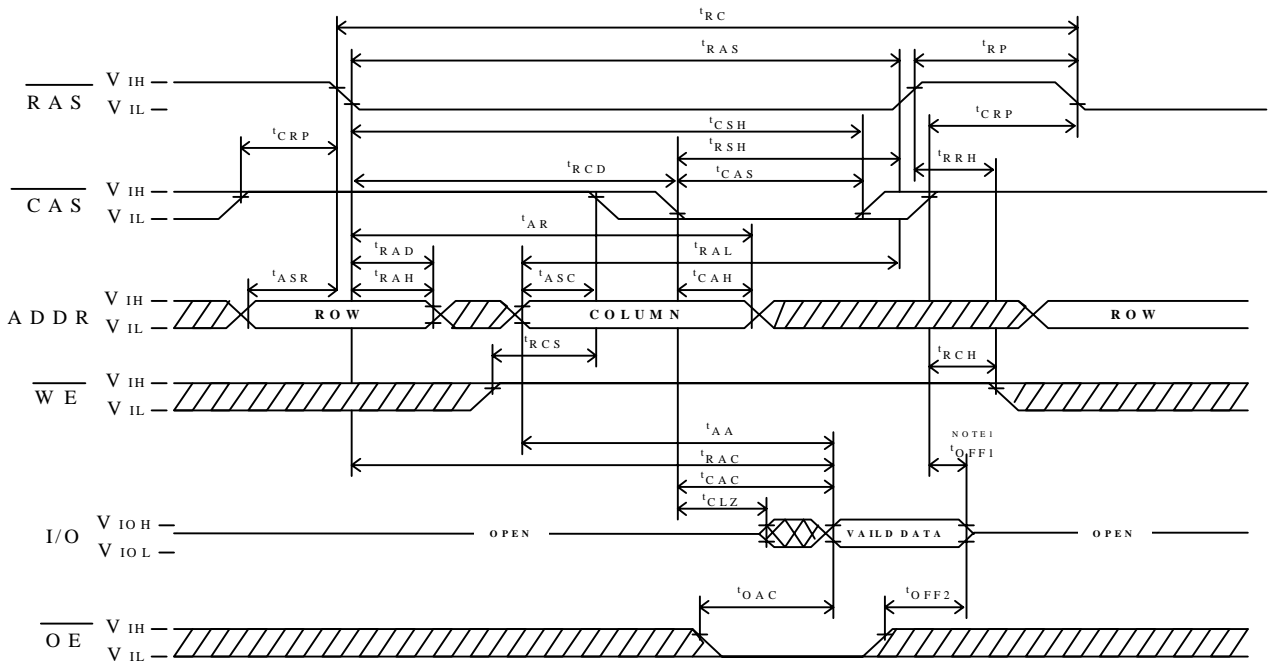 tRC
tRAS tRP
RAS VIH
VIL
tCRP tCSH tCRP
tRSH
tRCD tCAS tRRH
CAS VIH
VIL
tAR
tRAD tRAL
tASR tRAH tASC tCAH
ADDR VIH
VIL
ROW COLUMN ROW
tRCS tRCH
WE VIH
VIL
tAA NOTE1
tRAC tOFF1
tCAC
tCLZ
I/O VIOH
VIOL
OPEN VAILD DATA OPEN
tOAC tOFF2
OE VIH
VIL